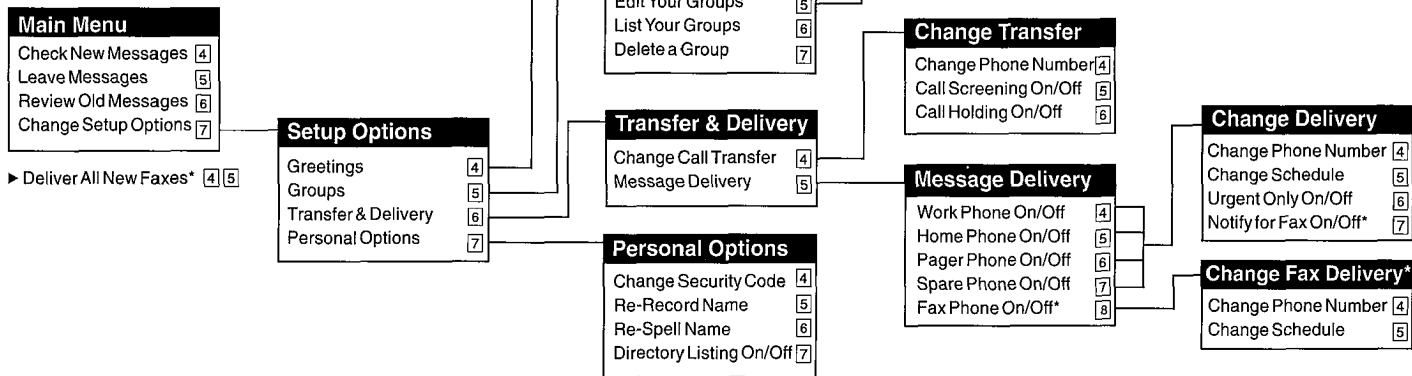 Main Menu
Check New Messages 4
Leave Messages 5
Review Old Messages 6
Change Setup Options 7
▶ Deliver All New Faxes* 4 5
Setup Options
Greetings 4
Groups 5
Transfer & Delivery 6
Personal Options 7
Edit Your Groups 5
List Your Groups 6
Delete a Group 7
Transfer & Delivery
Change Call Transfer 4
Message Delivery 5
Personal Options
Change Security Code 4
Re-Record Name 5
Re-Spell Name 6
Directory Listing On/Off 7
Change Transfer
Change Phone Number 4
Call Screening On/Off 5
Call Holding On/Off 6
Message Delivery
Work Phone On/Off 4
Home Phone On/Off 5
Pager Phone On/Off 6
Spare Phone On/Off 7
Fax Phone On/Off* 8
Change Delivery
Change Phone Number 4
Change Schedule 5
Urgent Only On/Off 6
Notify for Fax On/Off* 7
Change Fax Delivery*
Change Phone Number 4
Change Schedule 5